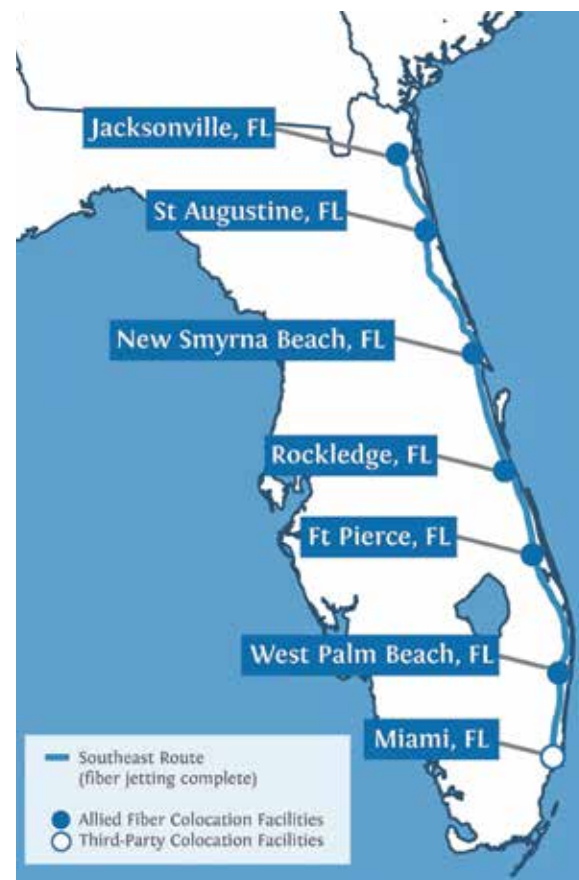 Jacksonville, FL
St Augustine, FL
New Smyrna Beach, FL
Rockledge, FL
Ft Pierce, FL
West Palm Beach, FL
Miami, FL
Southeast Route
(fiber jetting complete)
Allied Fiber Colocation Facilities
Third-Party Colocation Facilities